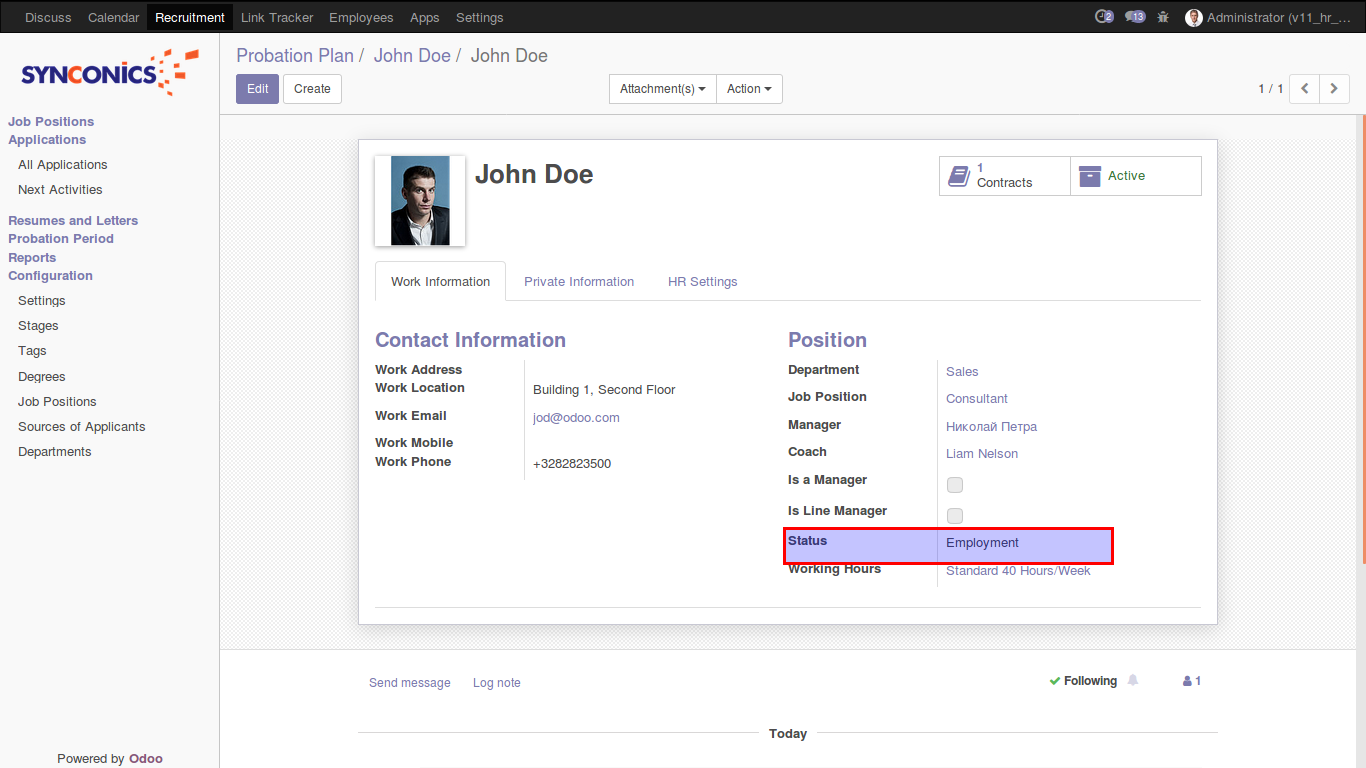 Discuss Calendar Recruitment Link Tracker Employees Apps Settings 2 13 Administrator (v11_hr_...
SYNCONICS
Probation Plan / John Doe / John Doe
Edit Create Attachment(s) Action 1 / 1
Job Positions
Applications
All Applications
Next Activities
Resumes and Letters
Probation Period
Reports
Configuration
Settings
Stages
Tags
Degrees
Job Positions
Sources of Applicants
Departments
Powered by Odoo
John Doe
1
Contracts
Active
Work Information Private Information HR Settings
Contact Information
Work Address
Work Location Building 1, Second Floor
Work Email jod@odoo.com
Work Mobile
Work Phone +3282823500
Position
Department Sales
Job Position Consultant
Manager Николай Петра
Coach Liam Nelson
Is a Manager
Is Line Manager
Status Employment
Working Hours Standard 40 Hours/Week
Send message Log note Following 1
Today